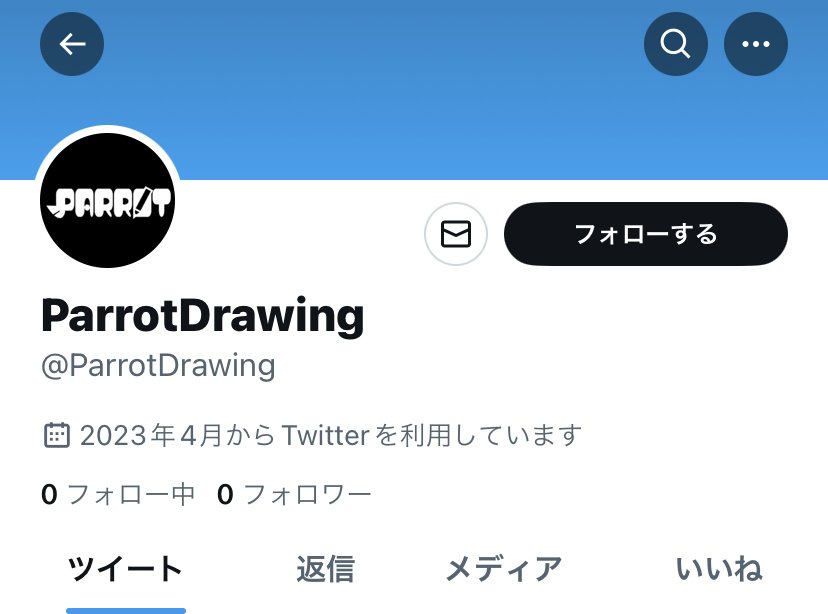 PARROT
フォローする
ParrotDrawing
@ParrotDrawing
2023年4月からTwitterを利用しています
0 フォロー中 0 フォロワー
ツイート 返信 メディア いいね